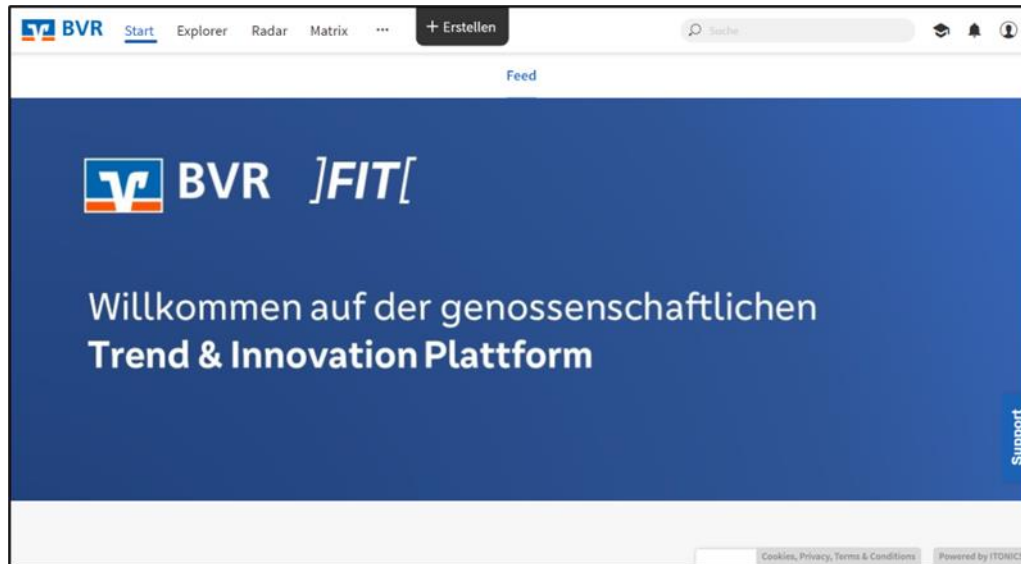 BVR Start Explorer Radar Matrix ... + Erstellen Suche
Feed
BVR ]FIT[
Willkommen auf der genossenschaftlichen
Trend & Innovation Plattform
Support
Cookies, Privacy, Terms & Conditions Powered by ITONICS